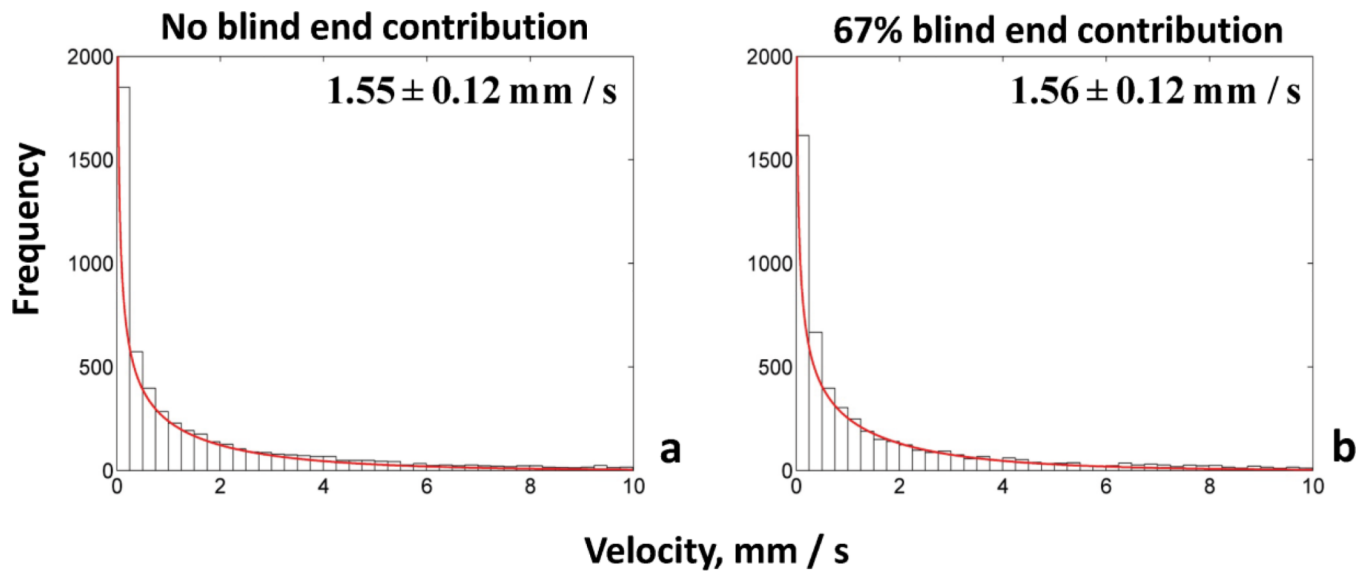 No blind end contribution
67% blind end contribution
1.55 ± 0.12 mm / s
1.56 ± 0.12 mm / s
Frequency
2000
1500
1000
500
0
0 2 4 6 8 10
a
2000
1500
1000
500
0
0 2 4 6 8 10
b
Velocity, mm / s